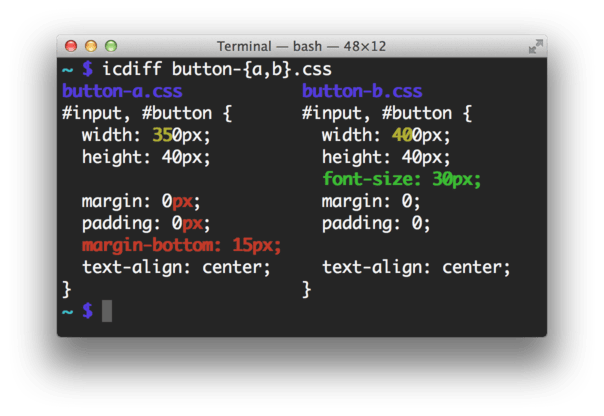 Terminal — bash — 48×12
~ $ icdiff button-{a,b}.css
button-a.css button-b.css
#input, #button { #input, #button {
width: 350px; width: 400px;
height: 40px; height: 40px;
font-size: 30px;
margin: 0px; margin: 0;
padding: 0px; padding: 0;
margin-bottom: 15px;
text-align: center; text-align: center;
} }
~ $